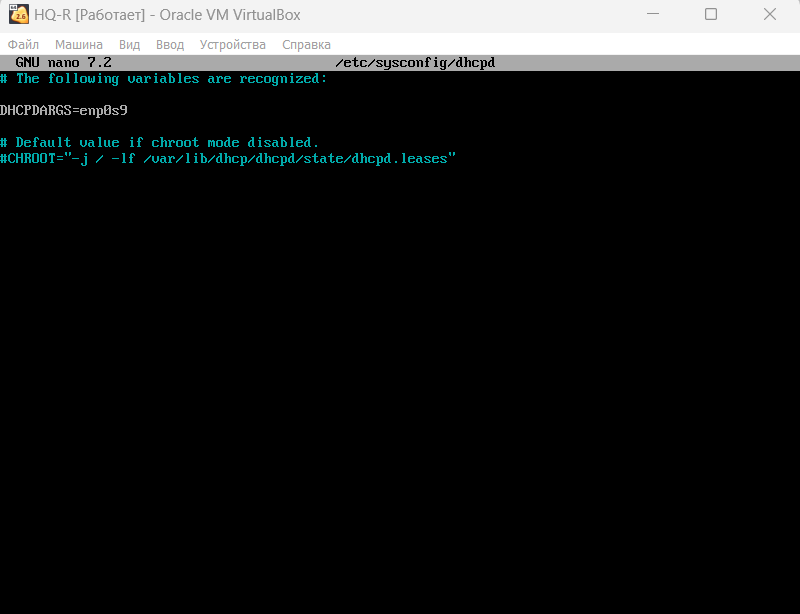 HQ-R [Работает] - Oracle VM VirtualBox
Файл Машина Вид Ввод Устройства Справка
GNU nano 7.2 /etc/sysconfig/dhcpd
# The following variables are recognized:
DHCPDARGS=enp0s9
# Default value if chroot mode disabled.
#CHROOT="-j / -lf /var/lib/dhcp/dhcpd/state/dhcpd.leases"